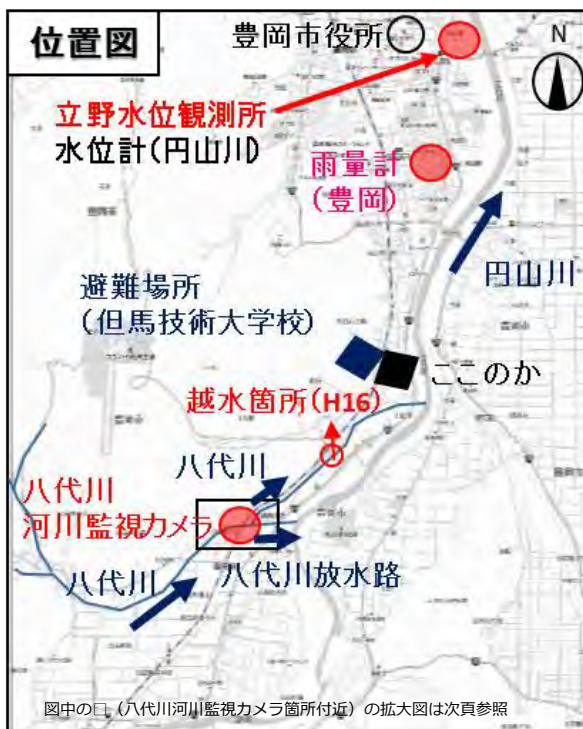 位置図
豊岡市役所
N
立野水位観測所
水位計(円山川)
雨量計
(豊岡)
円山川
避難場所
(但馬技術大学校)
ここのか
越水箇所(H16)
八代川
八代川
河川監視カメラ
八代川
八代川放水路
図中の□（八代川河川監視カメラ箇所付近）の拡大図は次頁参照